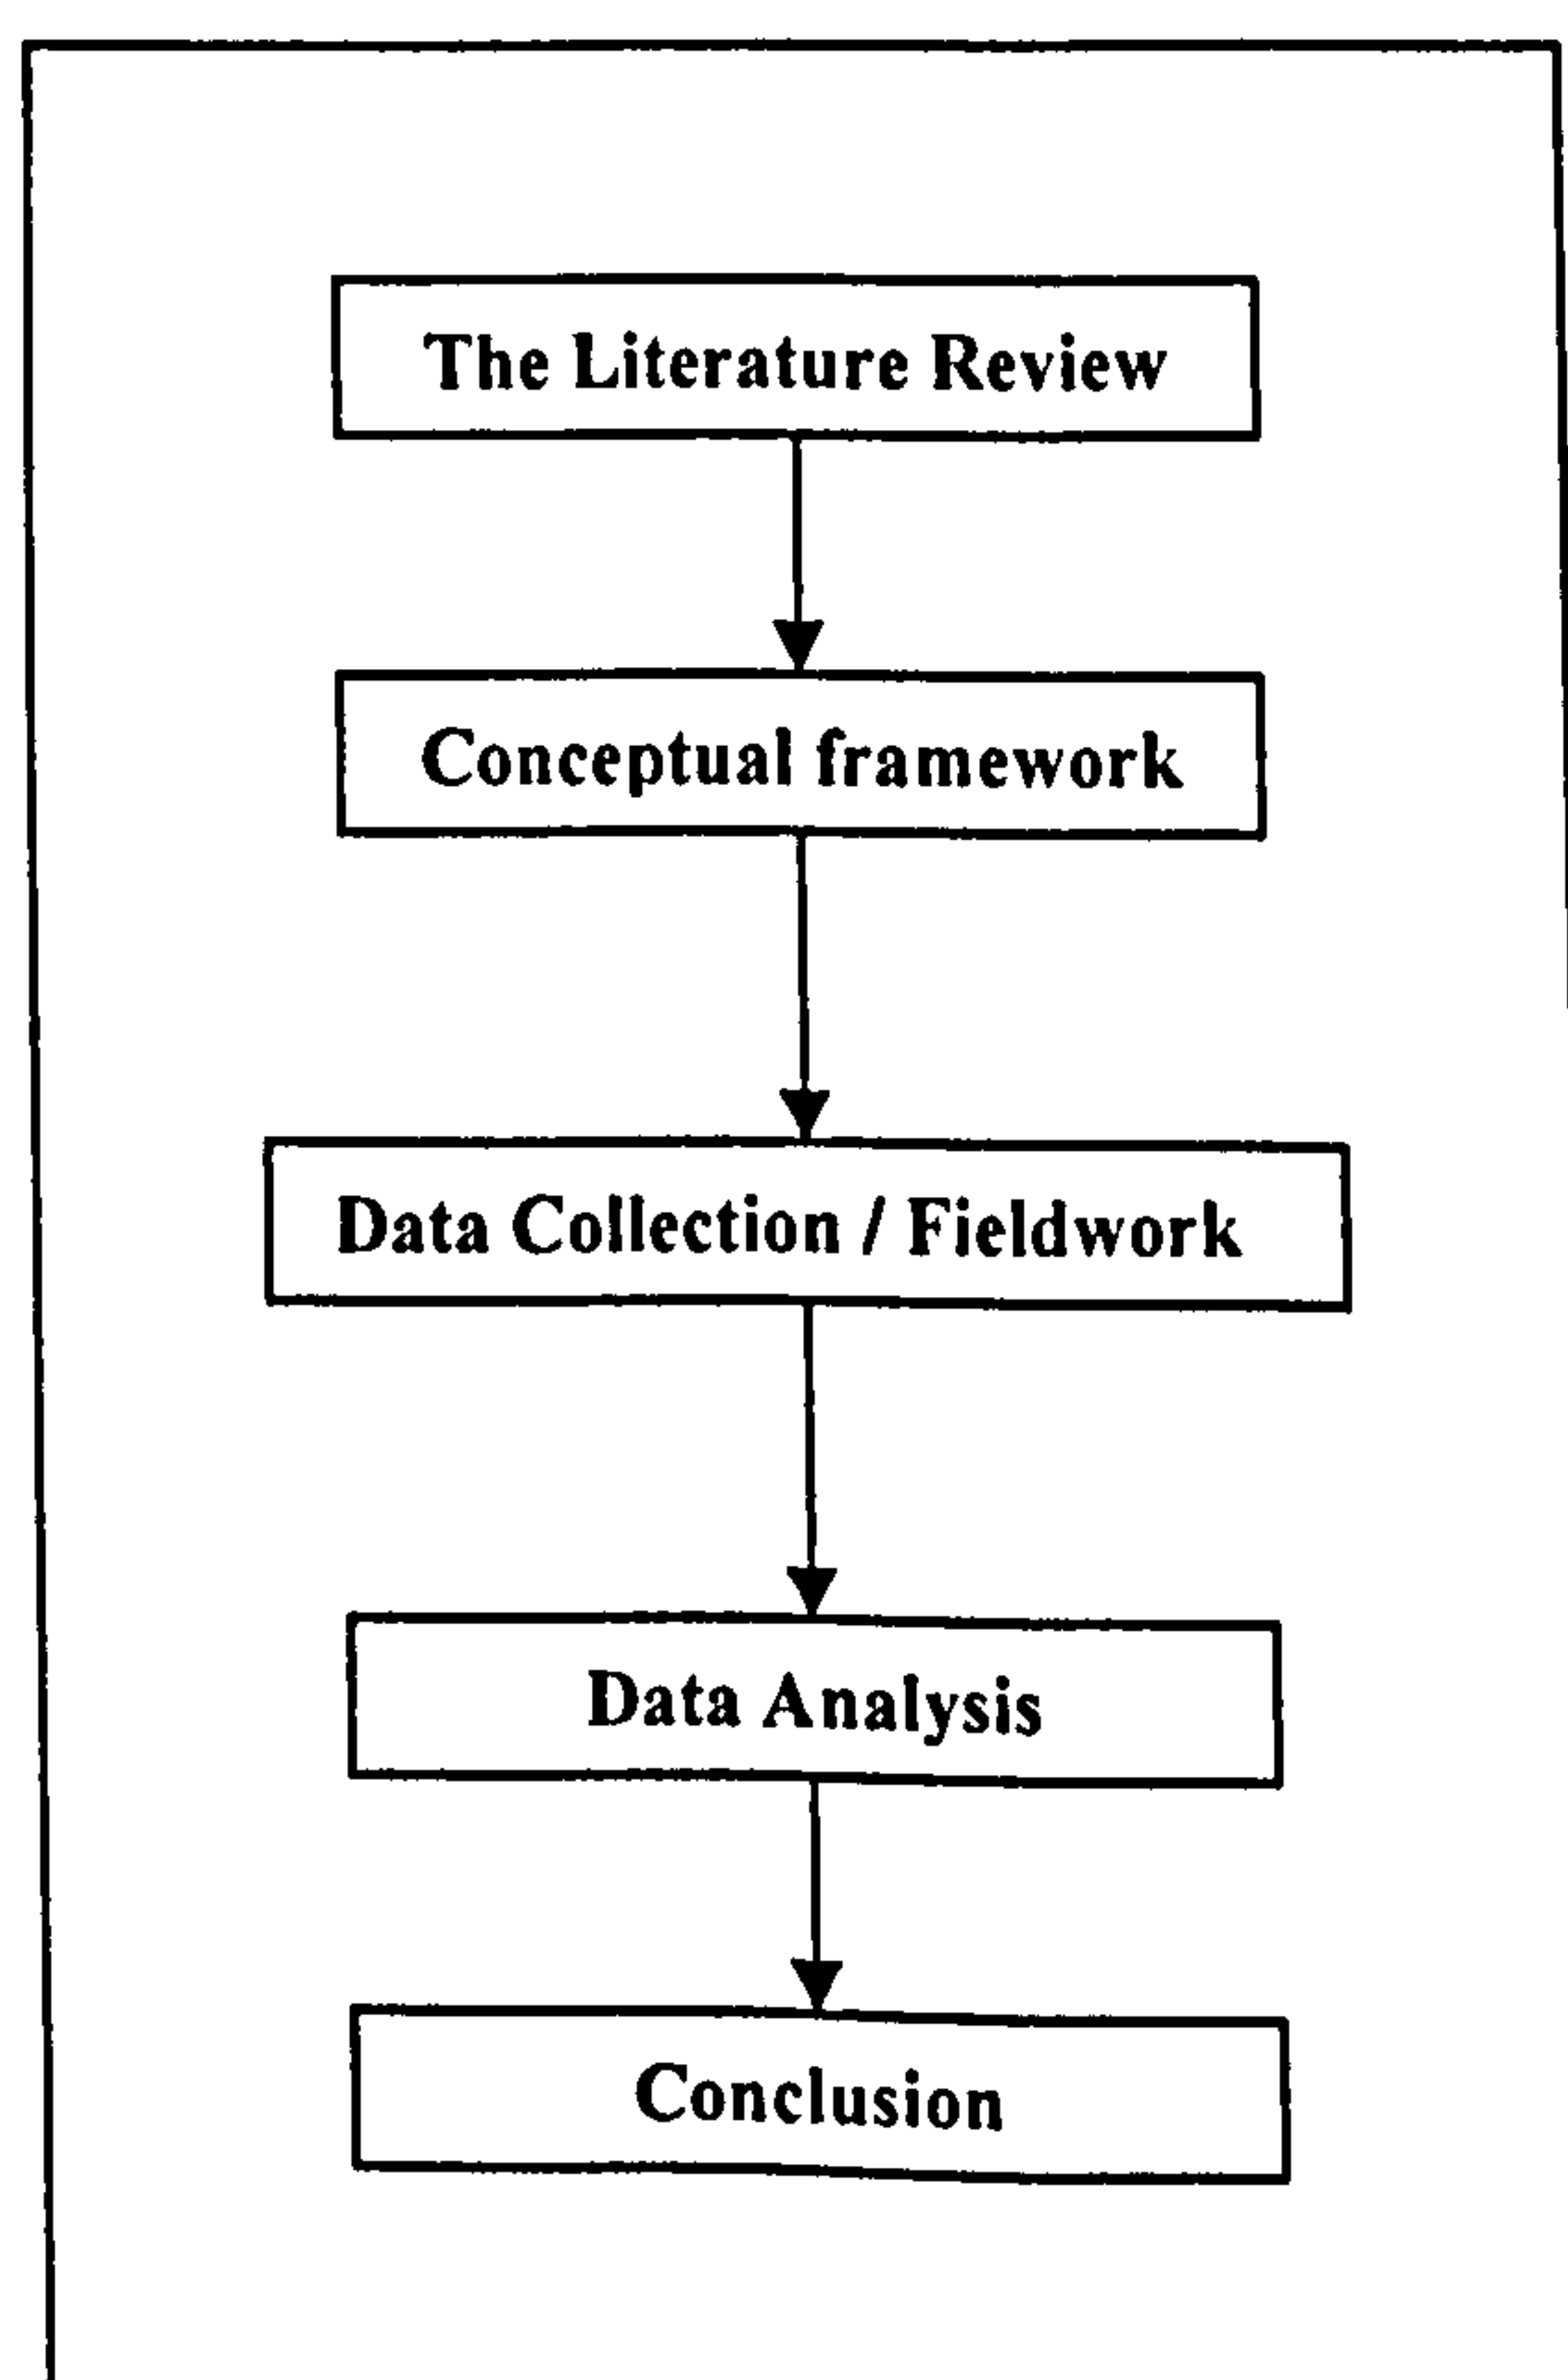 The Literature Review
Conceptual framework
Data Collection / Fieldwork
Data Analysis
Conclusion